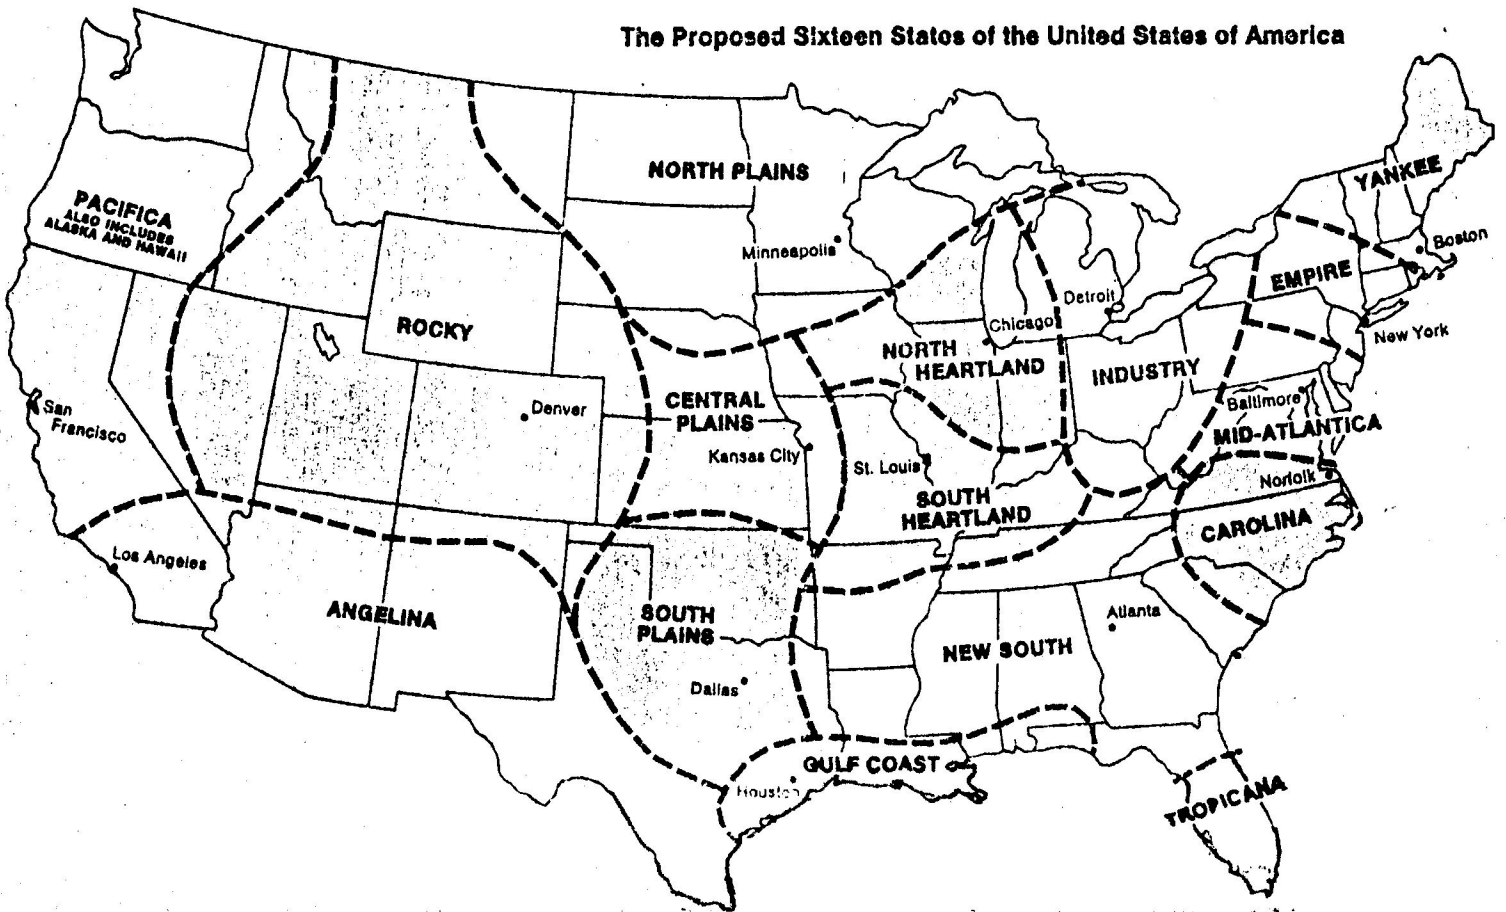 The Proposed Sixteen States of the United States of America
YANKEE
NORTH PLAINS
PACIFICA
ALSO INCLUDES
ALASKA AND HAWAII
Minneapolis
Boston
EMPIRE
Detroit
ROCKY
Chicago
New York
NORTH
HEARTLAND
INDUSTRY
CENTRAL
PLAINS
Baltimore
San
Francisco
Denver
MID-ATLANTICA
Kansas City
St. Louis
Norfolk
SOUTH
HEARTLAND
CAROLINA
Los Angeles
ANGELINA
SOUTH
PLAINS
Atlanta
NEW SOUTH
Dallas
GULF COAST
Houston
TROPICANA